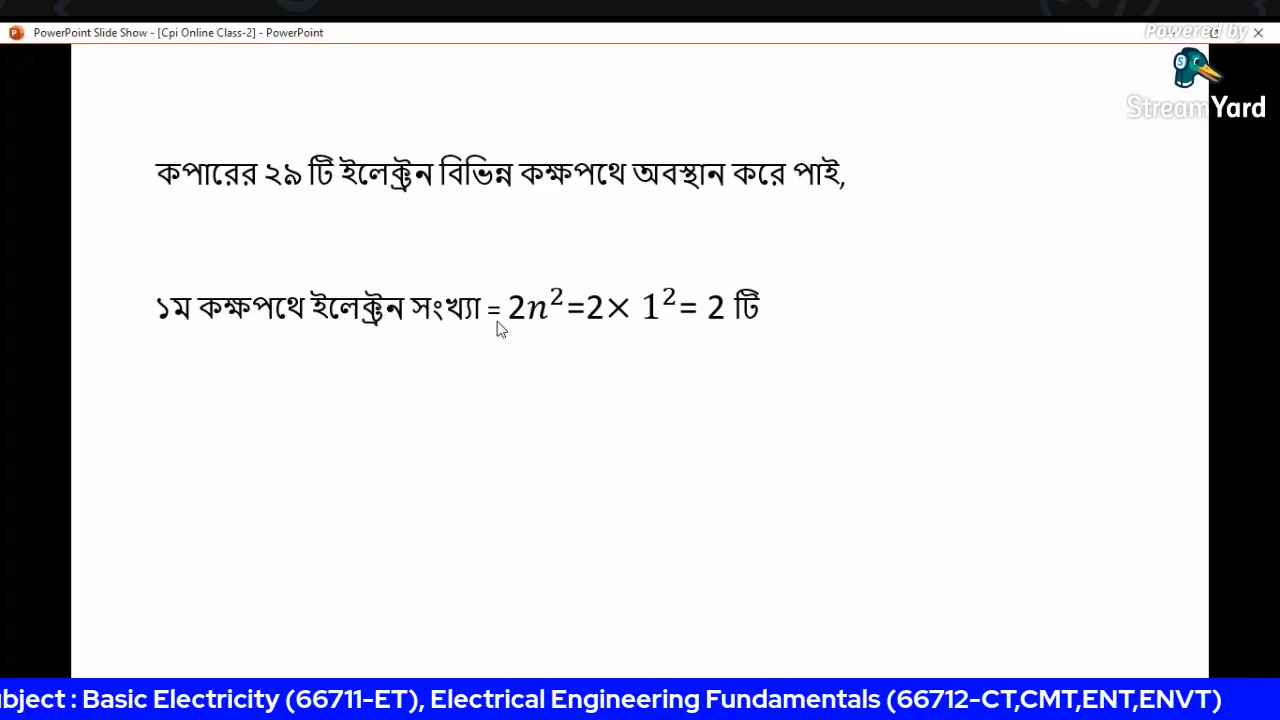 PowerPoint Slide Show - [Cpi Online Class-2] - PowerPoint
Powered by
StreamYard
কপারের ২৯ টি ইলেক্ট্রন বিভিন্ন কক্ষপথে অবস্থান করে পাই,
১ম কক্ষপথে ইলেক্ট্রন সংখ্যা = 2n²=2× 1²= 2 টি
ubject : Basic Electricity (66711-ET), Electrical Engineering Fundamentals (66712-CT,CMT,ENT,ENVT)